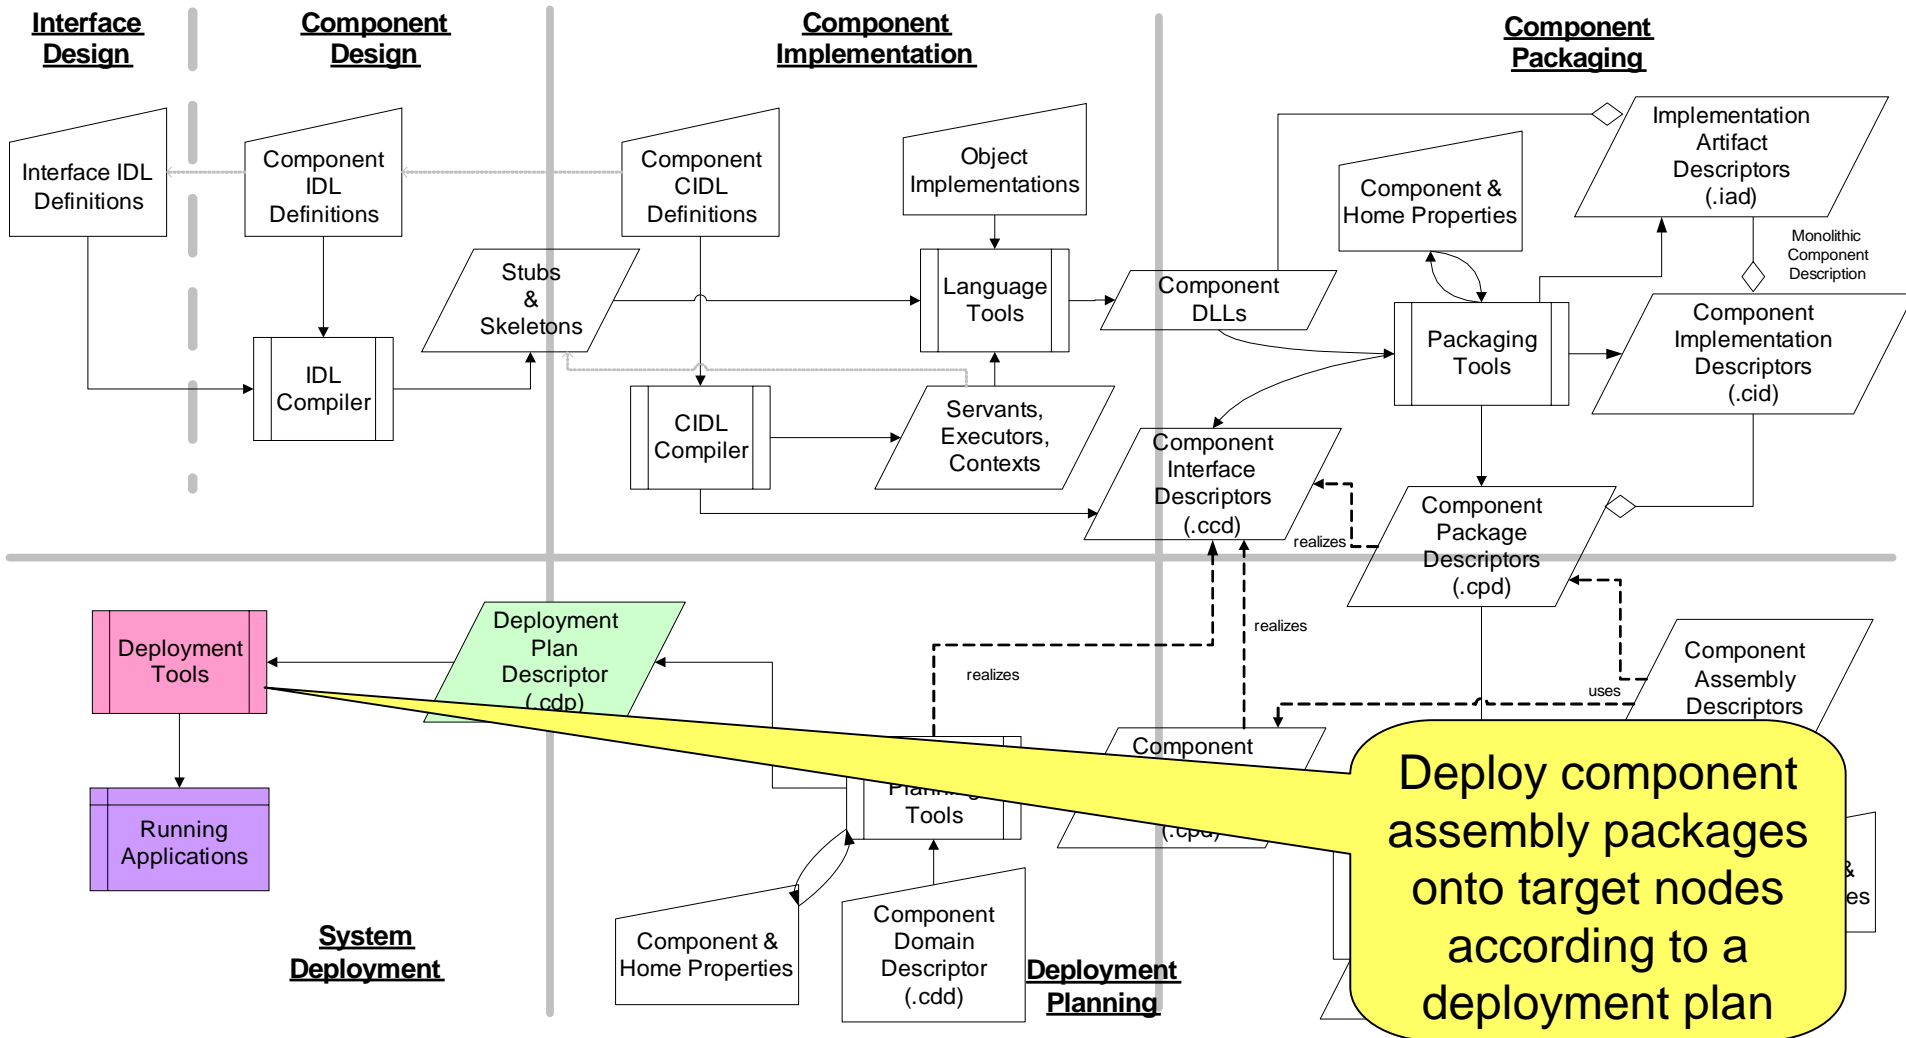 Interface
Design
Component
Design
Component
Implementation
Component
Packaging
Interface IDL
Definitions
Component
IDL
Definitions
Component
CIDL
Definitions
Object
Implementations
Component &
Home Properties
Implementation
Artifact
Descriptors
(.iad)
Monolithic
Component
Description
Stubs
&
Skeletons
Language
Tools
Component
DLLs
Packaging
Tools
Component
Implementation
Descriptors
(.cid)
IDL
Compiler
CIDL
Compiler
Servants,
Executors,
Contexts
Component
Interface
Descriptors
(.ccd)
realizes
Component
Package
Descriptors
(.cpd)
Deployment
Tools
Deployment
Plan
Descriptor
(.cdp)
realizes
realizes
uses
Component
Assembly
Descriptors
Component
(.cpd)
Planning
Tools
Running
Applications
Component &
Home Properties
Component
Domain
Descriptor
(.cdd)
System
Deployment
Deployment
Planning
&
Deploy component
assembly packages
onto target nodes
according to a
deployment plan